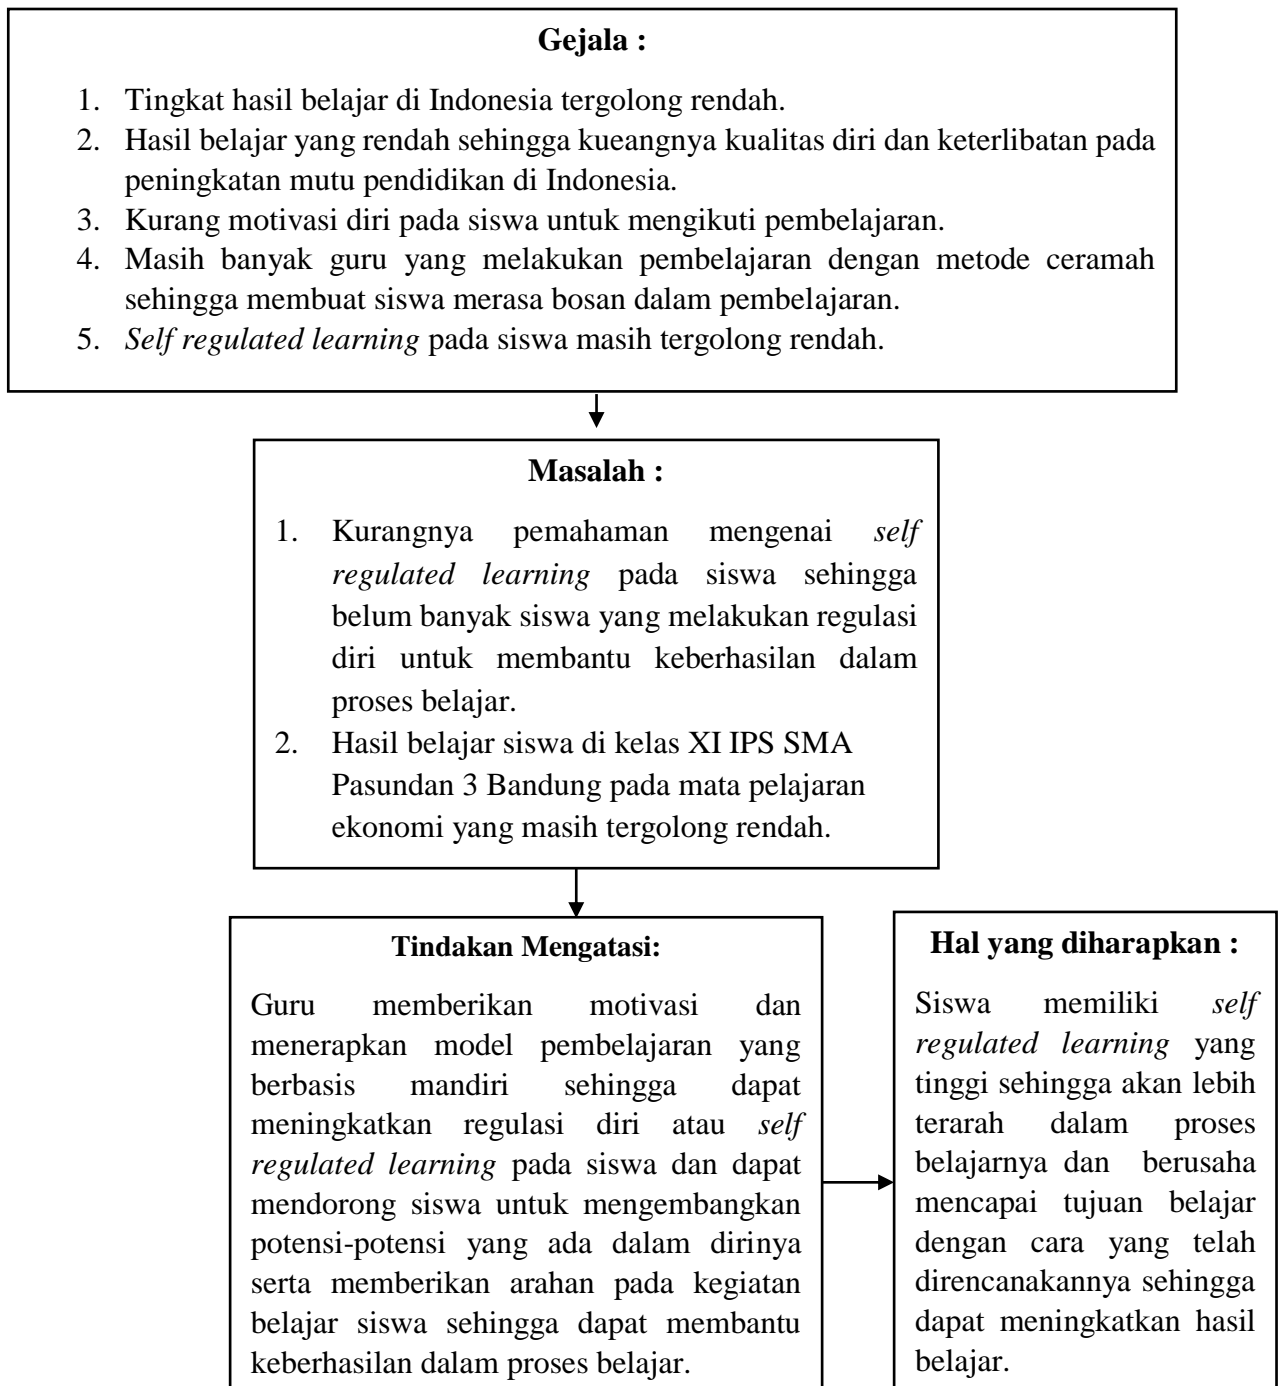 Gejala :
1. Tingkat hasil belajar di Indonesia tergolong rendah.
2. Hasil belajar yang rendah sehingga kueangnya kualitas diri dan keterlibatan pada
peningkatan mutu pendidikan di Indonesia.
3. Kurang motivasi diri pada siswa untuk mengikuti pembelajaran.
4. Masih banyak guru yang melakukan pembelajaran dengan metode ceramah
sehingga membuat siswa merasa bosan dalam pembelajaran.
5. Self regulated learning pada siswa masih tergolong rendah.
Masalah :
1. Kurangnya pemahaman mengenai self
regulated learning pada siswa sehingga
belum banyak siswa yang melakukan regulasi
diri untuk membantu keberhasilan dalam
proses belajar.
2. Hasil belajar siswa di kelas XI IPS SMA
Pasundan 3 Bandung pada mata pelajaran
ekonomi yang masih tergolong rendah.
Tindakan Mengatasi:
Guru memberikan motivasi dan
menerapkan model pembelajaran yang
berbasis mandiri sehingga dapat
meningkatkan regulasi diri atau self
regulated learning pada siswa dan dapat
mendorong siswa untuk mengembangkan
potensi-potensi yang ada dalam dirinya
serta memberikan arahan pada kegiatan
belajar siswa sehingga dapat membantu
keberhasilan dalam proses belajar.
Hal yang diharapkan :
Siswa memiliki self
regulated learning yang
tinggi sehingga akan lebih
terarah dalam proses
belajarnya dan berusaha
mencapai tujuan belajar
dengan cara yang telah
direncanakannya sehingga
dapat meningkatkan hasil
belajar.